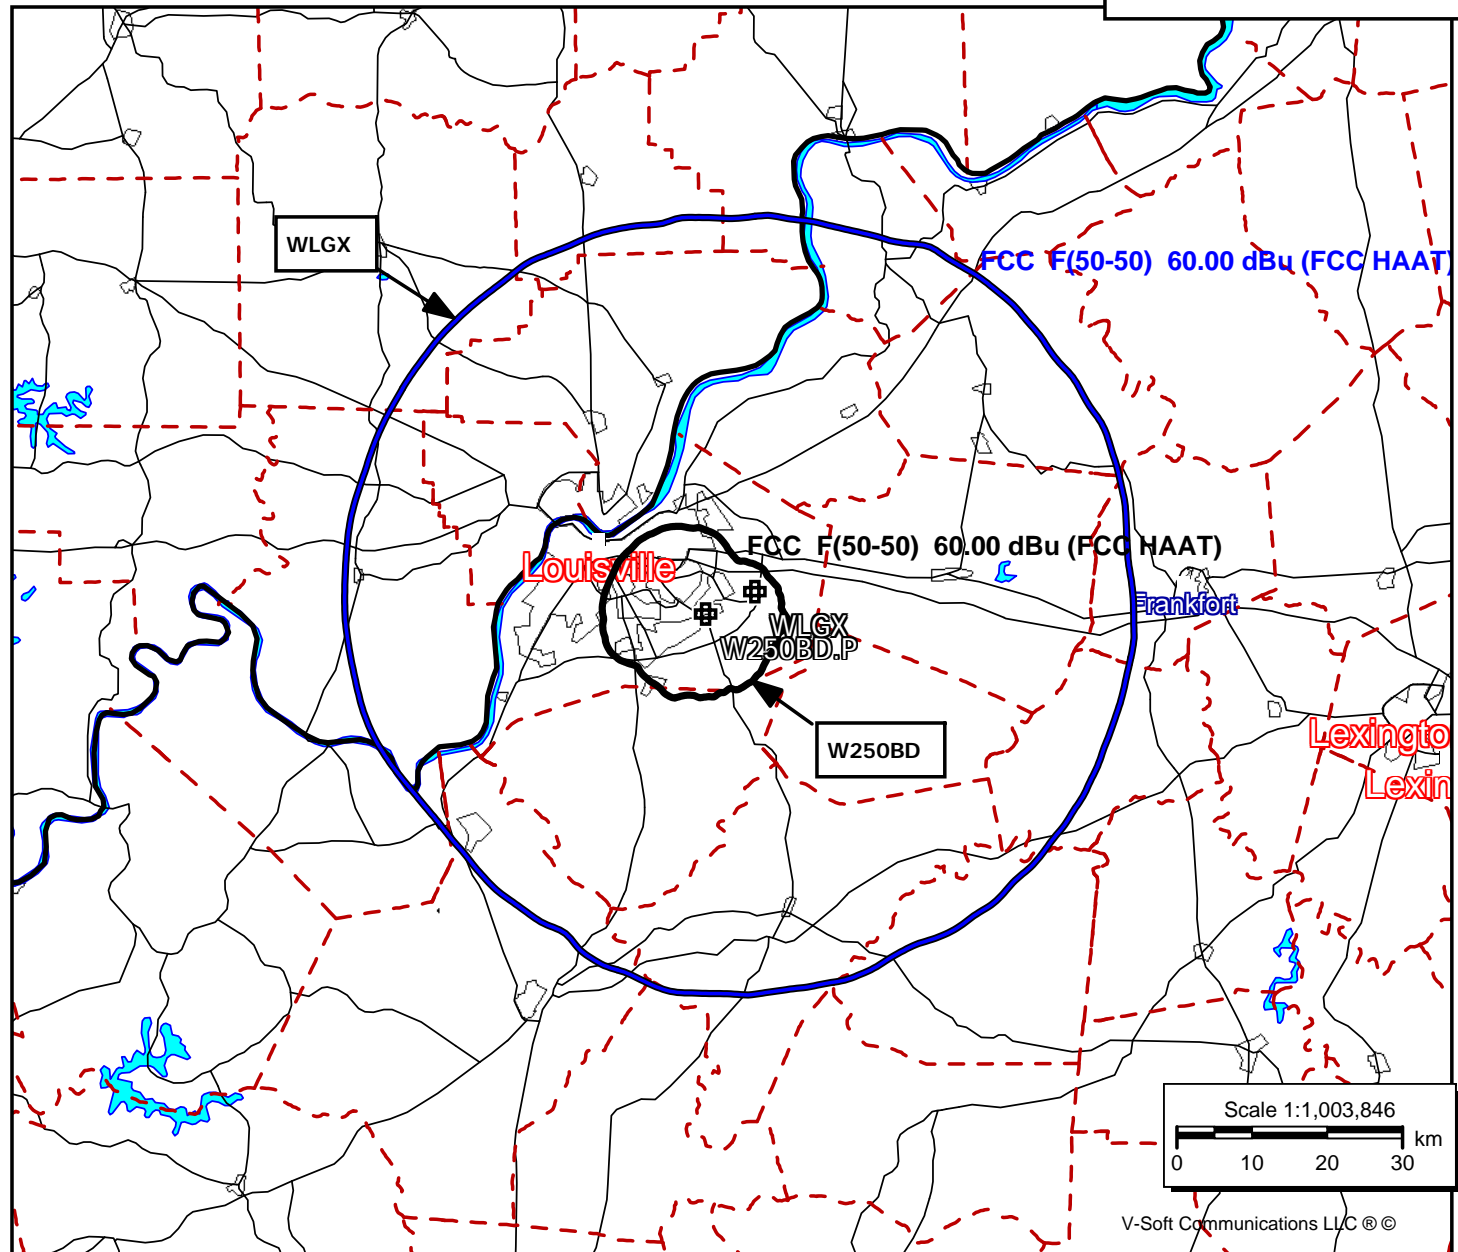 WLGX
FCC F(50-50) 60.00 dBu (FCC HAAT)
FCC F(50-50) 60.00 dBu (FCC HAAT)
Louisville
Frankfort
WLGX
W250BD.P
W250BD
Lexingto
Lexin
Scale 1:1,003,846
km
0 10 20 30
V-Soft Communications LLC ® ©